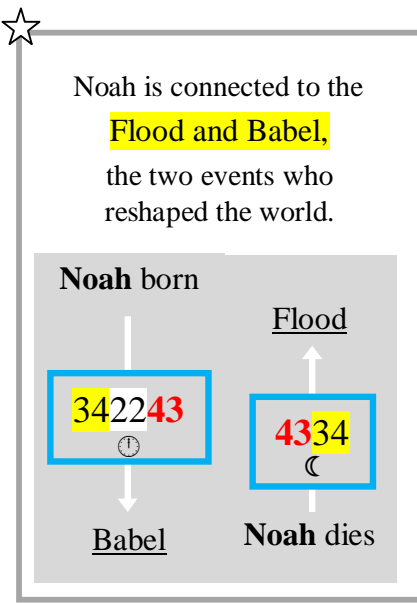 Noah is connected to the
Flood and Babel,
the two events who
reshaped the world.
Noah born
342243
Babel
Flood
4334
Noah dies